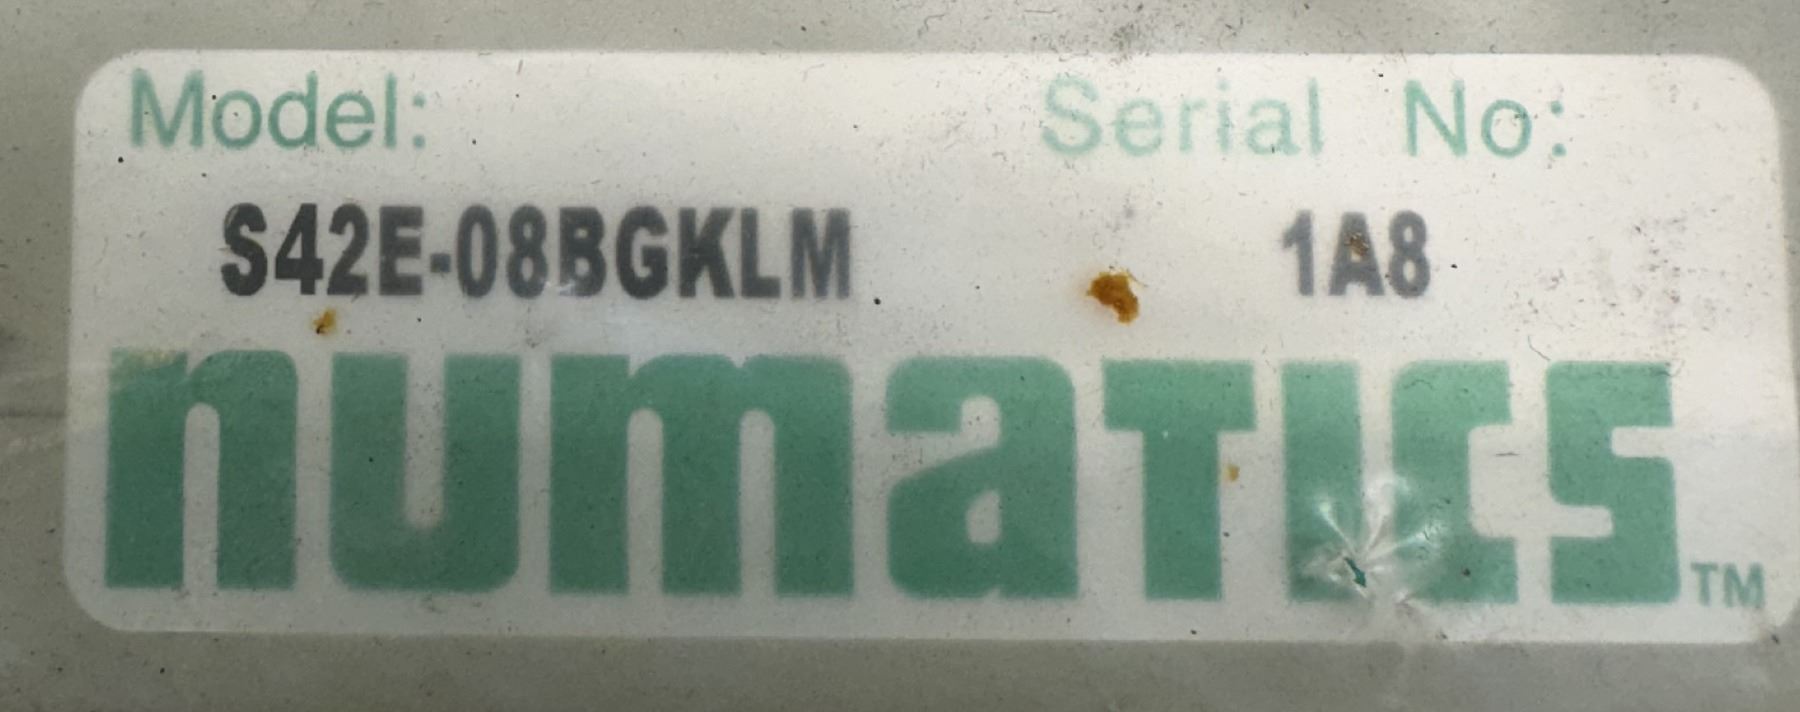 Model: Serial No:
S42E-08BGKLM 1A8
numatics TM